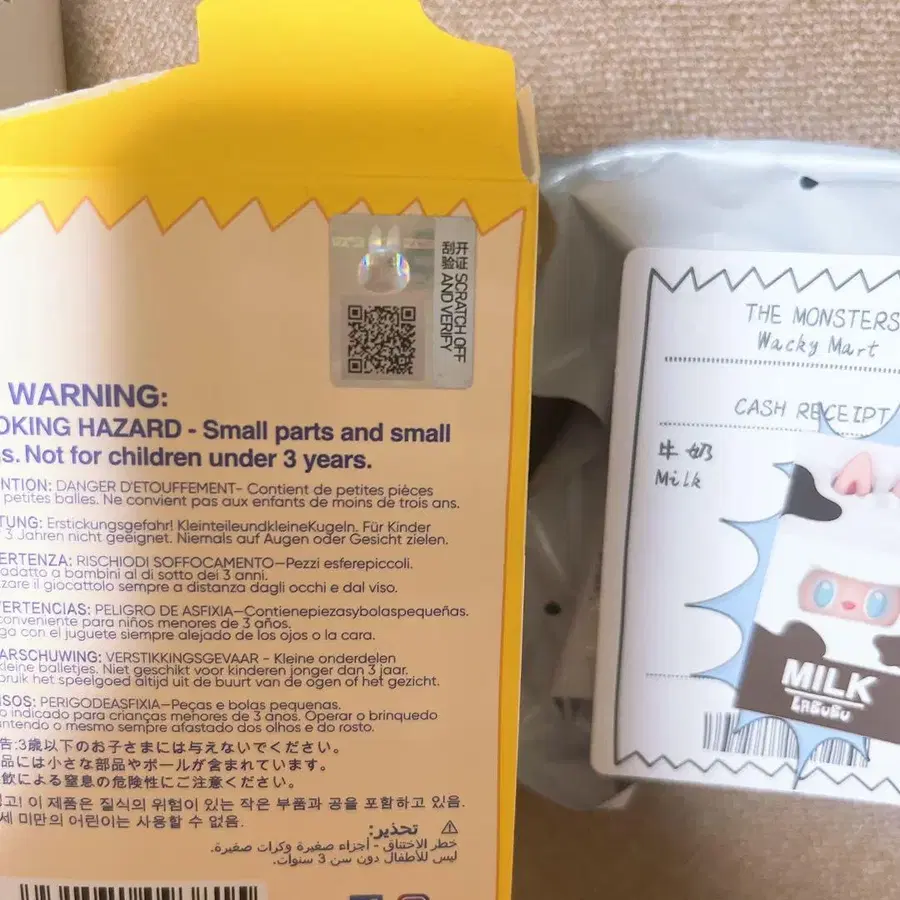 开封验证 SCRATCH OFF
AND VERIFY
WARNING:
OKING HAZARD - Small parts and small
s. Not for children under 3 years.
NTION: DANGER D'ETOUFFEMENT- Contient de petites pièces
petites balles. Ne convient pas aux enfants de moins de trois ans.
TUNG: Erstickungsgefahr! KleinteileundkleineKugeln. Für Kinder
3 Jahren nicht geeignet. Niemals auf Augen oder Gesicht zielen.
ERTENZA: RISCHIODI SOFFOCAMENTO—Pezzi esferepiccoli.
adatto a bambini al di sotto dei 3 anni.
zare il giocattolo sempre a distanza dagli occhi e dal viso.
VERTENCIAS: PELIGRO DE ASFIXIA—Contienepiezasybolaspequeñas.
conveniente para niños menores de 3 años.
ga con el juguete siempre alejado de los ojos o la cara.
AARSCHUWING: VERSTIKKINGSGEVAAR - Kleine onderdelen
kleine balletjes. Niet geschikt voor kinderen jonger dan 3 jaar.
bruik het speelgoed altijd uit de buurt van de ogen of het gezicht.
ISOS: PERIGODEASFIXIA—Peças e bolas pequenas.
o indicado para crianças menores de 3 anos. Operar o brinquedo
antendo o mesmo sempre afastado dos olhos e do rosto.
告:3歳以下のお子さまには与えないでください。
品には小さな部品やボールが含まれています。
飲による窒息の危険性にご注意ください。
고! 이 제품은 질식의 위험이 있는 작은 부품과 공을 포함하고 있음.
세 미만의 어린이는 사용할 수 없음.
تحذير:
خطر الاختناق - أجزاء صغيرة وكرات صغيرة.
ليس للأطفال دون سن 3 سنوات.
THE MONSTERS
Wacky Mart
CASH RECEIPT
牛奶
Milk
MILK
LABUBU